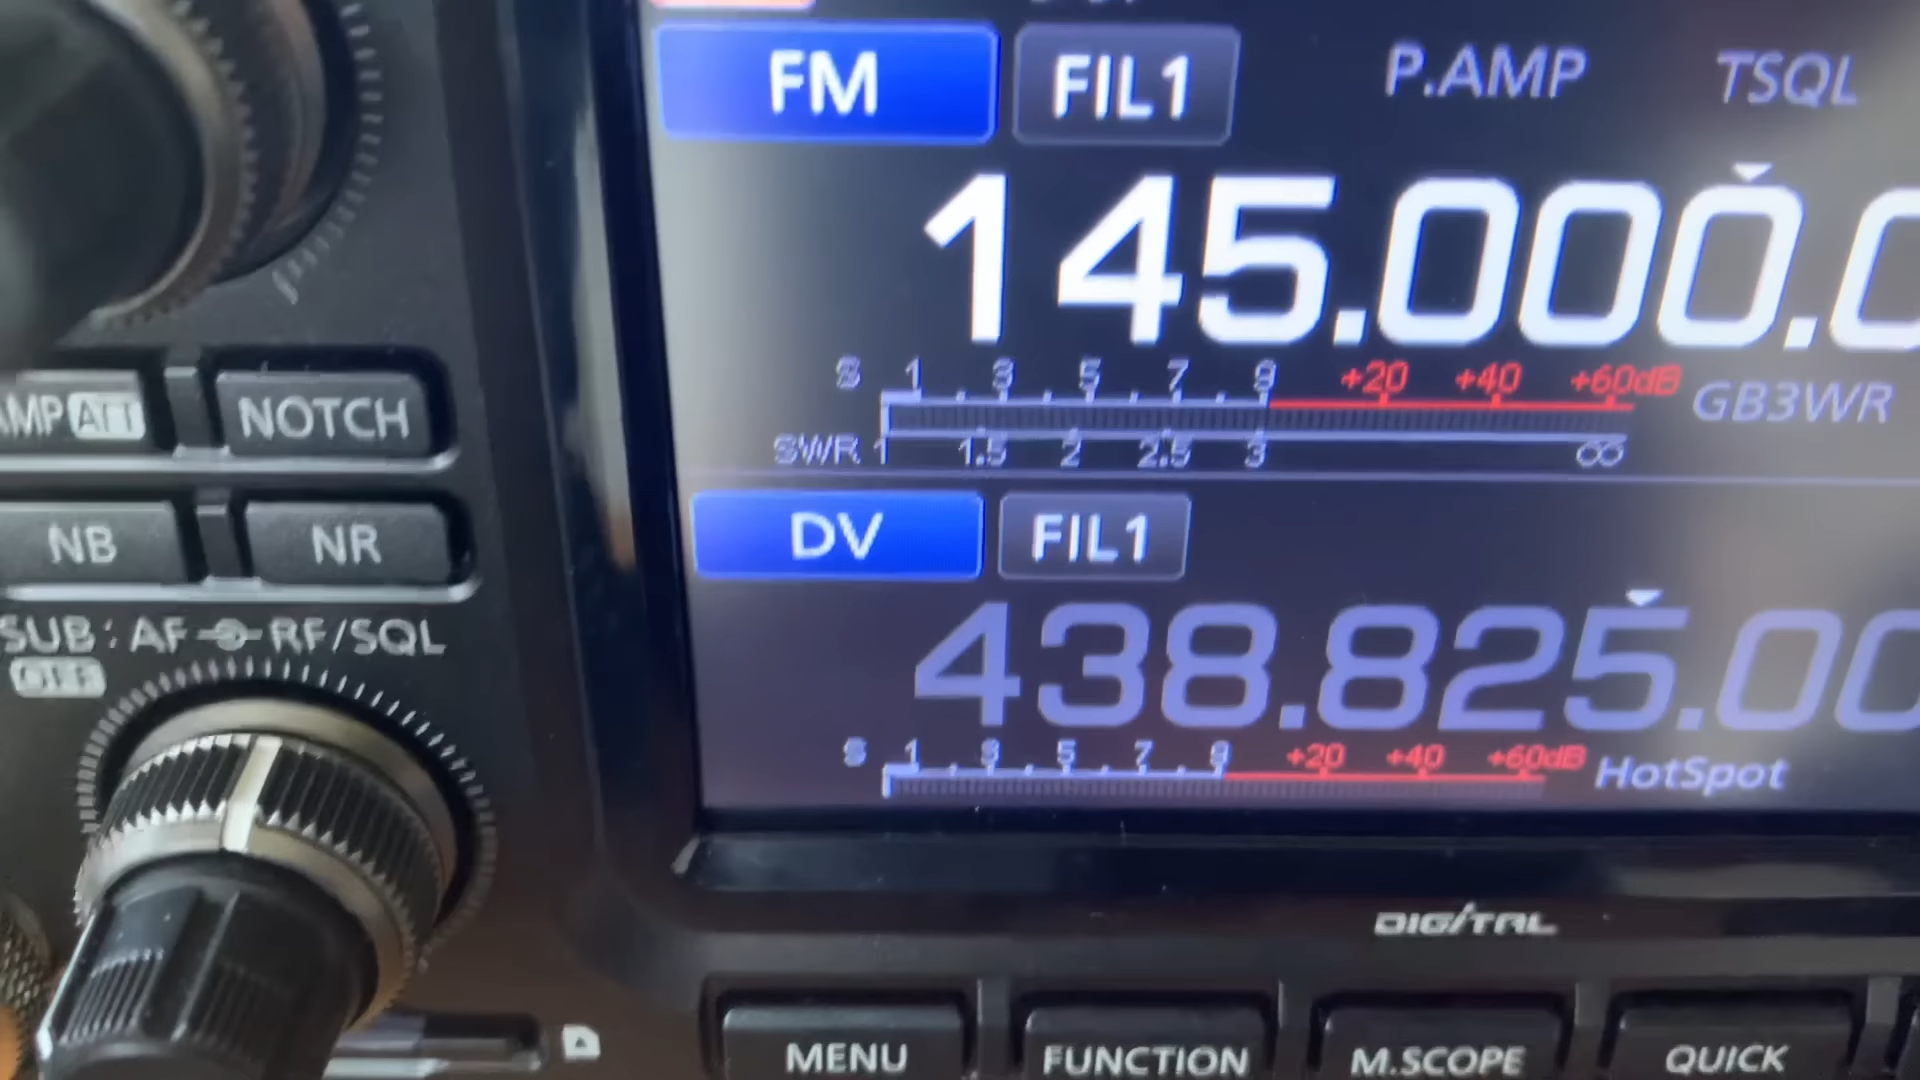 FM FIL1 P.AMP TSQL
145.000.0
S 1 3 5 7 9 +20 +40 +60dB GB3WR
SWR 1 1.5 2 2.5 3 ∞
AMP ATT NOTCH
DV FIL1
NB NR
438.825.00
SUB : AF RF/SQL
OFF
S 1 3 5 7 9 +20 +40 +60dB HotSpot
DIGITAL
MENU FUNCTION M.SCOPE QUICK